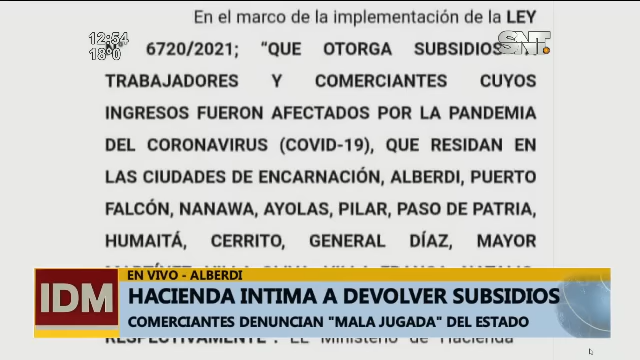 En el marco de la implementación de la LEY
6720/2021; "QUE OTORGA SUBSIDIOS
TRABAJADORES Y COMERCIANTES CUYOS
INGRESOS FUERON AFECTADOS POR LA PANDEMIA
DEL CORONAVIRUS (COVID-19), QUE RESIDAN EN
LAS CIUDADES DE ENCARNACIÓN, ALBERDI, PUERTO
FALCÓN, NANAWA, AYOLAS, PILAR, PASO DE PATRIA,
HUMAITÁ, CERRITO, GENERAL DÍAZ, MAYOR
12:54
18°
SNT
EN VIVO - ALBERDI
IDM
HACIENDA INTIMA A DEVOLVER SUBSIDIOS
COMERCIANTES DENUNCIAN "MALA JUGADA" DEL ESTADO